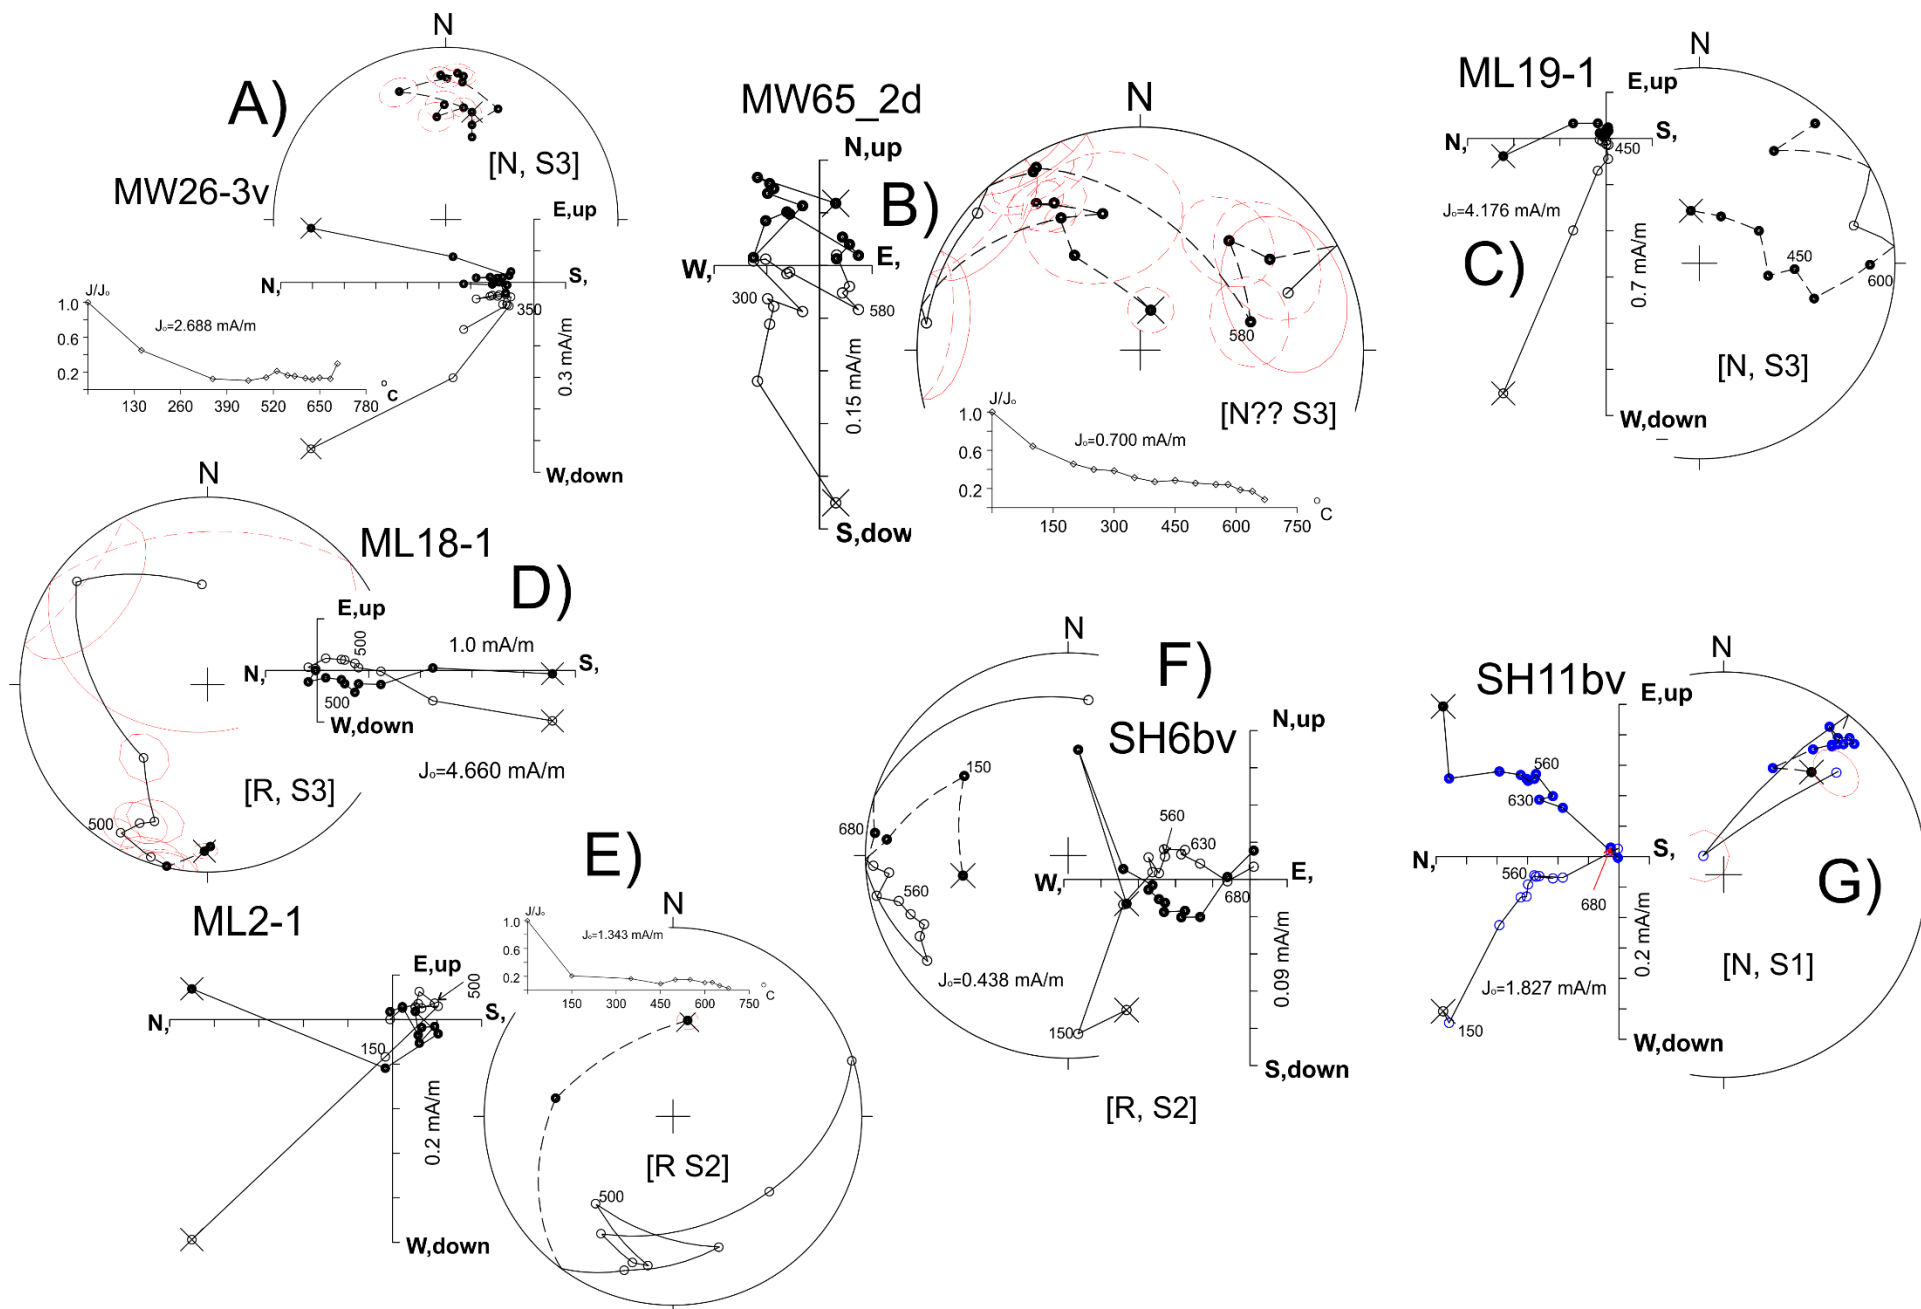 A)
MW26-3v
N
[N, S3]
E,up
N,
S,
350
0.3 mA/m
W,down
J/J₀
1.0
0.6
0.2
J₀=2.688 mA/m
130 260 390 520 650 780
°C
MW65_2d
B)
N,up
W,
E,
300
580
0.15 mA/m
S,dow
N
580
[N?? S3]
J/J₀
1.0
0.6
0.2
J₀=0.700 mA/m
150 300 450 600 750
°C
ML19-1
C)
E,up
N,
S,
450
J₀=4.176 mA/m
0.7 mA/m
W,down
N
450
600
[N, S3]
ML18-1
D)
N
500
[R, S3]
E,up
500
1.0 mA/m
N,
S,
500
W,down
J₀=4.660 mA/m
ML2-1
E)
E,up
500
N,
S,
150
0.2 mA/m
W,down
J/J₀
1.0
0.6
0.2
J₀=1.343 mA/m
150 300 450 600 750
°C
N
500
[R S2]
F)
SH6bv
N
150
680
560
J₀=0.438 mA/m
N,up
560
630
W,
E,
680
150
0.09 mA/m
S,down
[R, S2]
SH11bv
G)
E,up
560
630
N,
S,
560
680
150
0.2 mA/m
J₀=1.827 mA/m
W,down
N
[N, S1]